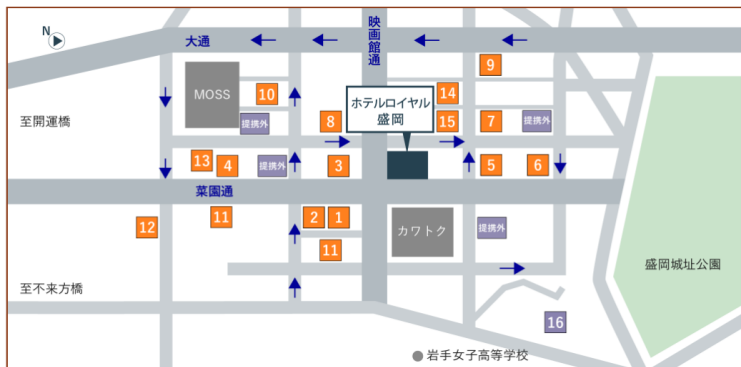 N
大通
映画館通
9
MOSS
10
14
ホテルロイヤル
盛岡
至開運橋
提携外
8
15
7
提携外
13
4
提携外
3
5
6
菜園通
12
11
2
1
カワトク
提携外
11
盛岡城址公園
至不来方橋
16
岩手女子高等学校